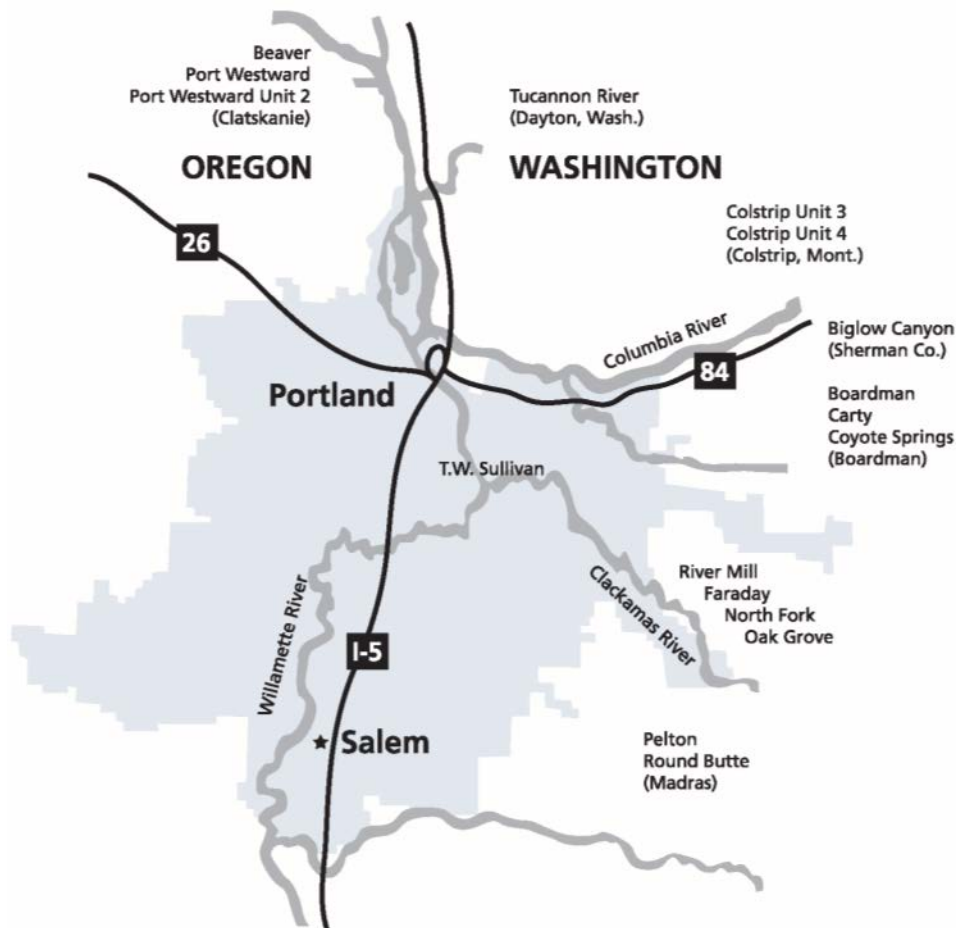 Beaver
Port Westward
Port Westward Unit 2
(Clatskanie)
Tucannon River
(Dayton, Wash.)
OREGON
WASHINGTON
Colstrip Unit 3
Colstrip Unit 4
(Colstrip, Mont.)
26
Columbia River
Biglow Canyon
(Sherman Co.)
84
Portland
Boardman
Carty
Coyote Springs
(Boardman)
T.W. Sullivan
River Mill
Faraday
North Fork
Oak Grove
Clackamas River
Willamette River
I-5
Salem
Pelton
Round Butte
(Madras)